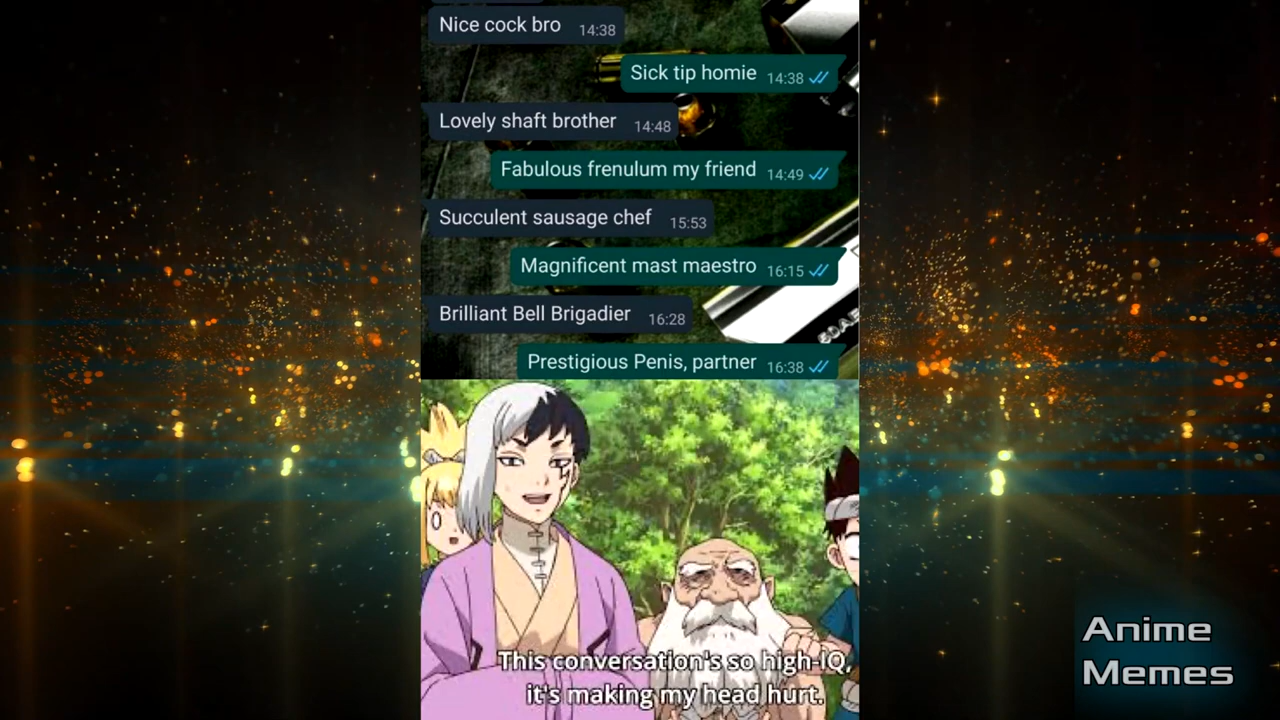 Nice cock bro 14:38
Sick tip homie 14:38
Lovely shaft brother 14:48
Fabulous frenulum my friend 14:49
Succulent sausage chef 15:53
Magnificent mast maestro 16:15
Brilliant Bell Brigadier 16:28
Prestigious Penis, partner 16:38
This conversation's so high-IQ,
it's making my head hurt.
Anime
Memes